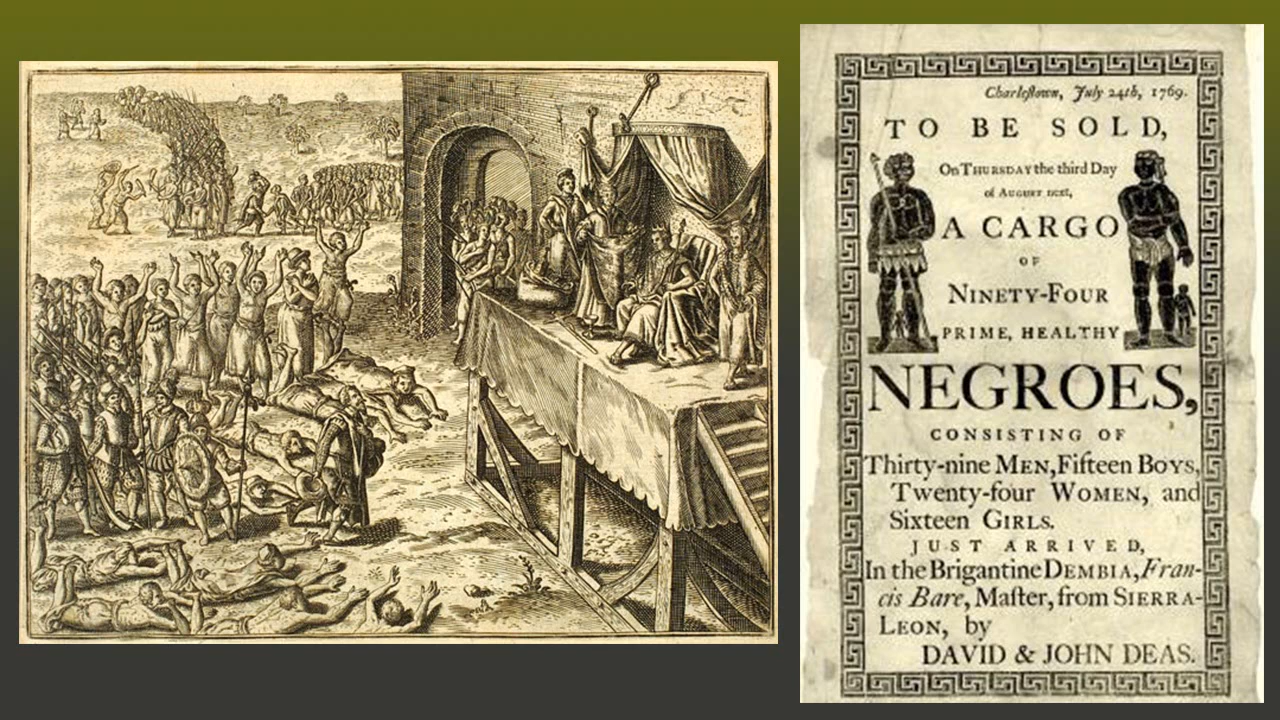 Charleſtown, July 24th, 1769.
TO BE SOLD,
On THURSDAY the third Day
of AUGUST next,
A CARGO
OF
NINETY-FOUR
PRIME, HEALTHY
NEGROES,
CONSISTING OF
Thirty-nine MEN, Fifteen BOYS,
Twenty-four WOMEN, and
Sixteen GIRLS.
JUST ARRIVED,
In the Brigantine DEMBIA, Fran-
cis Bare, Maſter, from SIERRA-
LEON, by
DAVID & JOHN DEAS.